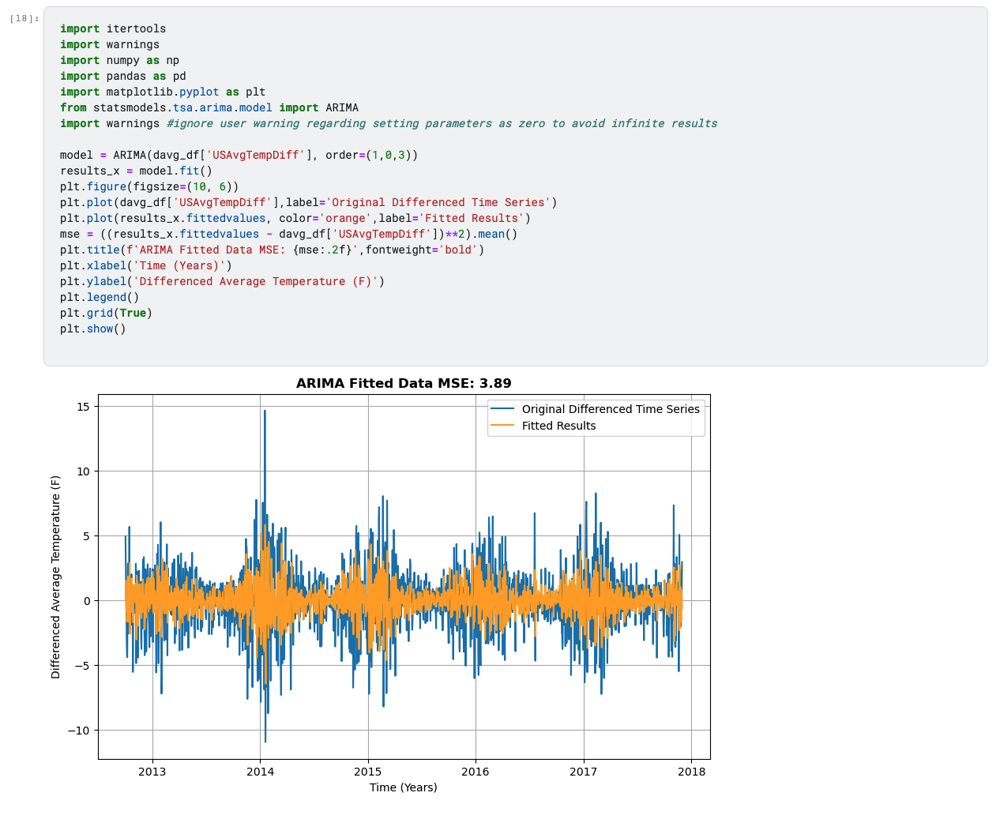 [18]:
import itertools
import warnings
import numpy as np
import pandas as pd
import matplotlib.pyplot as plt
from statsmodels.tsa.arima.model import ARIMA
import warnings #ignore user warning regarding setting parameters as zero to avoid infinite results
model = ARIMA(davg_df['USAvgTempDiff'], order=(1,0,3))
results_x = model.fit()
plt.figure(figsize=(10, 6))
plt.plot(davg_df['USAvgTempDiff'],label='Original Differenced Time Series')
plt.plot(results_x.fittedvalues, color='orange',label='Fitted Results')
mse = ((results_x.fittedvalues - davg_df['USAvgTempDiff'])**2).mean()
plt.title(f'ARIMA Fitted Data MSE: {mse:.2f}',fontweight='bold')
plt.xlabel('Time (Years)')
plt.ylabel('Differenced Average Temperature (F)')
plt.legend()
plt.grid(True)
plt.show()
ARIMA Fitted Data MSE: 3.89
Original Differenced Time Series
Fitted Results
Differenced Average Temperature (F)
15
10
5
0
−5
−10
2013 2014 2015 2016 2017 2018
Time (Years)